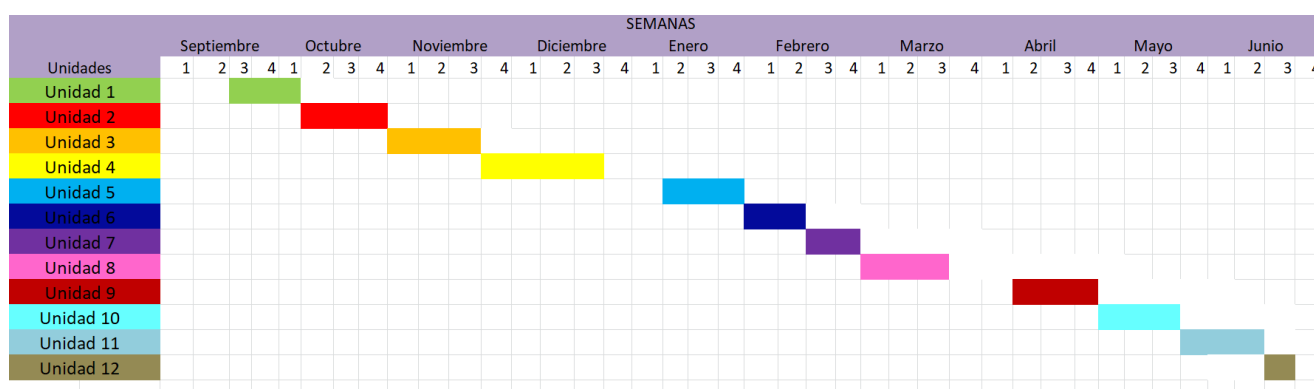 SEMANAS
Septiembre Octubre Noviembre Diciembre Enero Febrero Marzo Abril Mayo Junio
Unidades 1 2 3 4 1 2 3 4 1 2 3 4 1 2 3 4 1 2 3 4 1 2 3 4 1 2 3 4 1 2 3 4 1 2 3 4 1 2 3 4
Unidad 1
Unidad 2
Unidad 3
Unidad 4
Unidad 5
Unidad 6
Unidad 7
Unidad 8
Unidad 9
Unidad 10
Unidad 11
Unidad 12